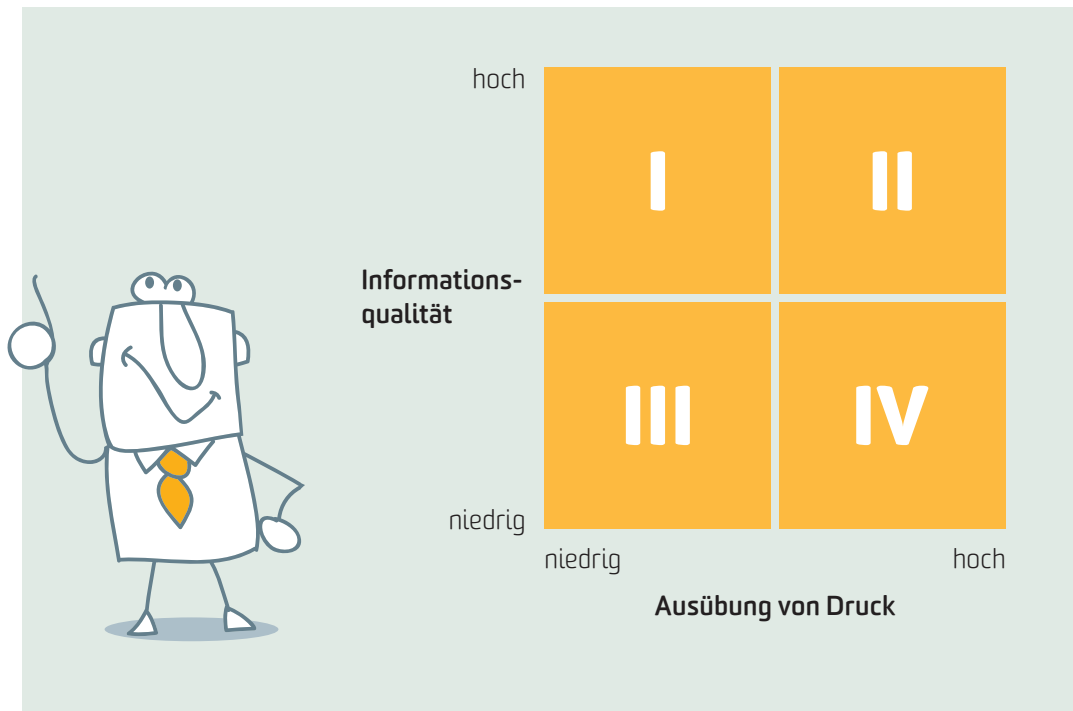 hoch
I
II
Informations-
qualität
III
IV
niedrig
niedrig
hoch
Ausübung von Druck